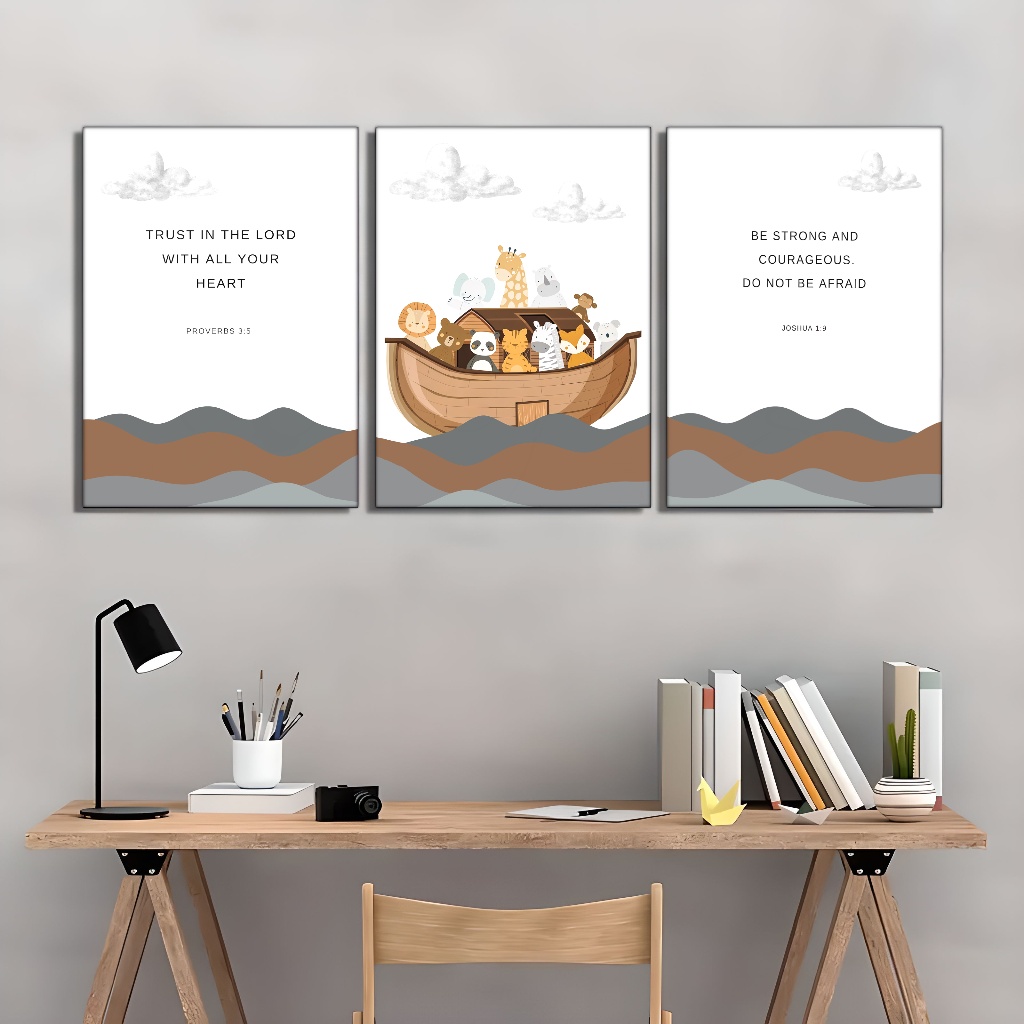 TRUST IN THE LORD
WITH ALL YOUR
HEART
PROVERBS 3:5
BE STRONG AND
COURAGEOUS.
DO NOT BE AFRAID
JOSHUA 1:9